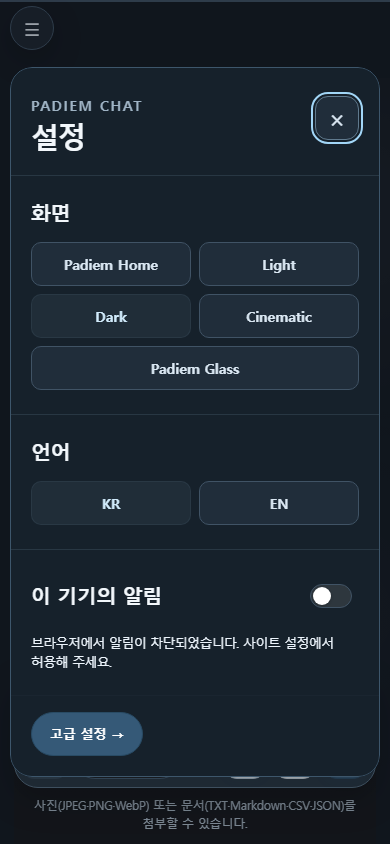 ☰
PADIEM CHAT
설정
×
화면
Padiem Home
Light
Dark
Cinematic
Padiem Glass
언어
KR
EN
이 기기의 알림
브라우저에서 알림이 차단되었습니다. 사이트 설정에서
허용해 주세요.
고급 설정 →
사진(JPEG·PNG·WebP) 또는 문서(TXT·Markdown·CSV·JSON)를
첨부할 수 있습니다.